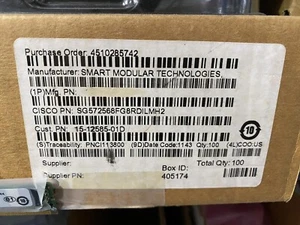 Purchase Order: 4510285742
Manufacturer: SMART MODULAR TECHNOLOGIES,
(1P)Mfg. PN:
CISCO PN: SG572568FG8RDILMH2
Cust. PN: 15-12585-01D
(S)Traceability: PNCI113800 (9D)Date Code:1143 Qty:100 (4L)COO:US
Supplier: Total Qty: 100
Supplier PN: Box ID:
405174
10